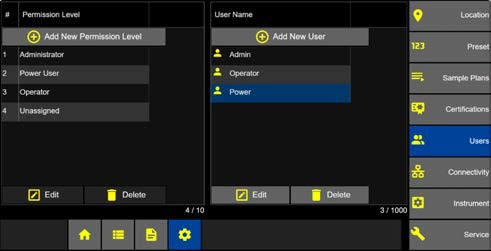 # Permission Level
Add New Permission Level
1 Administrator
2 Power User
3 Operator
4 Unassigned
Edit
Delete
4 / 10
User Name
Add New User
Admin
Operator
Power
Edit
Delete
3 / 1000
Location
123 Preset
Sample Plans
Certifications
Users
Connectivity
Instrument
Service